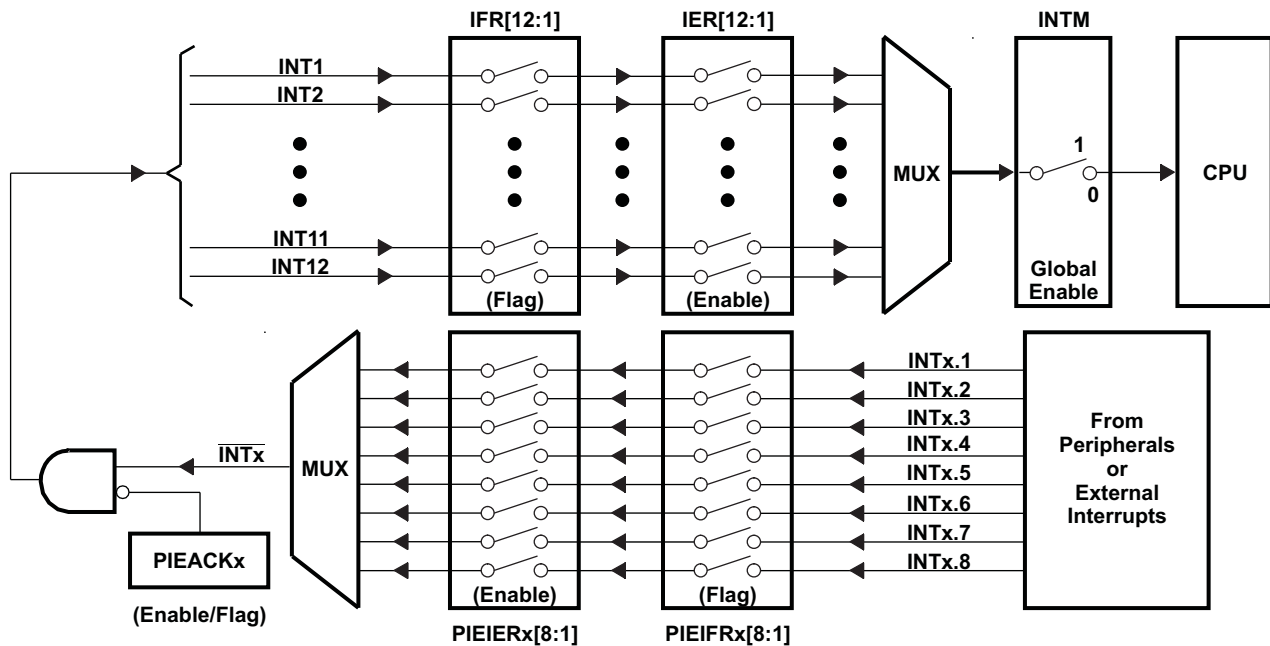 IFR[12:1]
IER[12:1]
INTM
INT1
INT2
INT11
INT12
(Flag)
(Enable)
MUX
1
0
Global
Enable
CPU
INTx
MUX
PIEACKx
(Enable/Flag)
(Enable)
(Flag)
PIEIERx[8:1]
PIEIFRx[8:1]
INTx.1
INTx.2
INTx.3
INTx.4
INTx.5
INTx.6
INTx.7
INTx.8
From
Peripherals
or
External
Interrupts